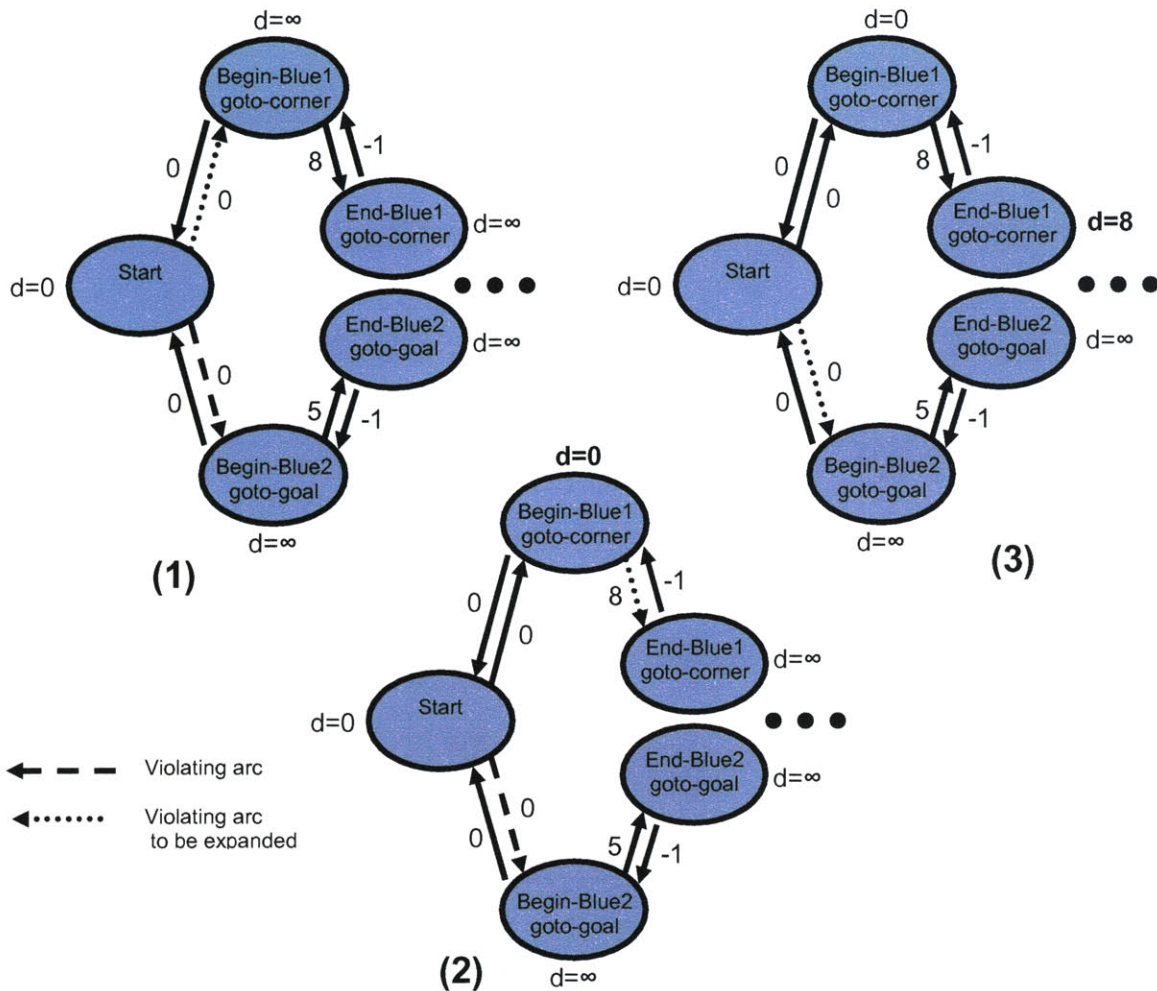 d=∞
Begin-Blue1
goto-corner
0
0
8
-1
End-Blue1
goto-corner
d=∞
Start
d=0
End-Blue2
goto-goal
d=∞
0
0
5
-1
Begin-Blue2
goto-goal
d=∞
(1)
d=0
Begin-Blue1
goto-corner
0
0
8
-1
End-Blue1
goto-corner
d=8
Start
d=0
End-Blue2
goto-goal
d=∞
0
0
5
-1
Begin-Blue2
goto-goal
d=∞
(3)
d=0
Begin-Blue1
goto-corner
0
0
8
-1
End-Blue1
goto-corner
d=∞
Start
d=0
End-Blue2
goto-goal
d=∞
0
0
5
-1
Begin-Blue2
goto-goal
d=∞
(2)
Violating arc
Violating arc
to be expanded